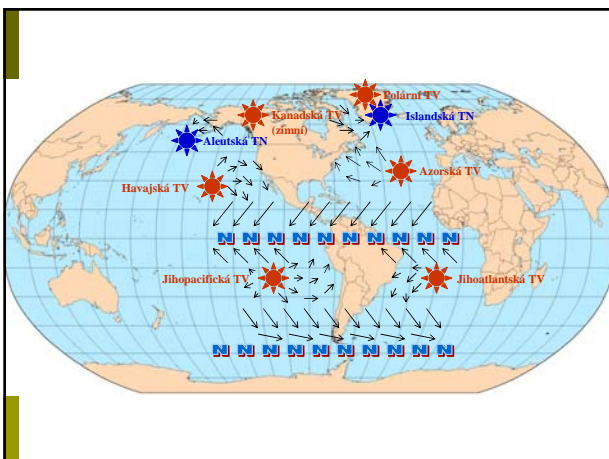 Polární TV
Kanadská TV
(zimní)
Islandská TN
Aleutská TN
Azorská TV
Havajská TV
N N N N N N N N N N
Jihopacifická TV
Jihoatlantská TV
N N N N N N N N N N